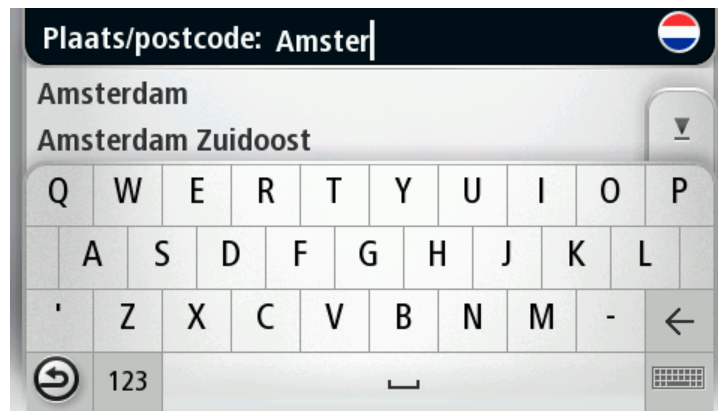 Plaats/postcode: Amster
Amsterdam
Amsterdam Zuidoost
Q W E R T Y U I O P
A S D F G H J K L
' Z X C V B N M -
123